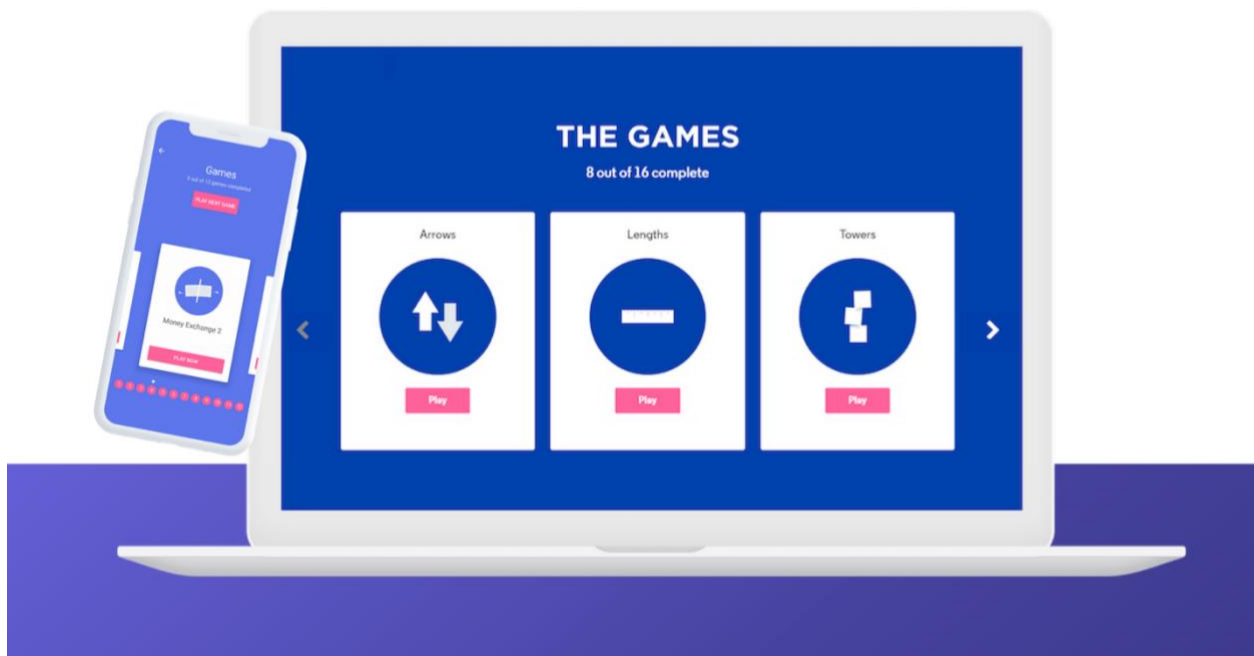 Games
PLAY NEXT GAME
Money Exchange 2
PLAY NOW
THE GAMES
8 out of 16 complete
Arrows
Lengths
Towers
Play
Play
Play